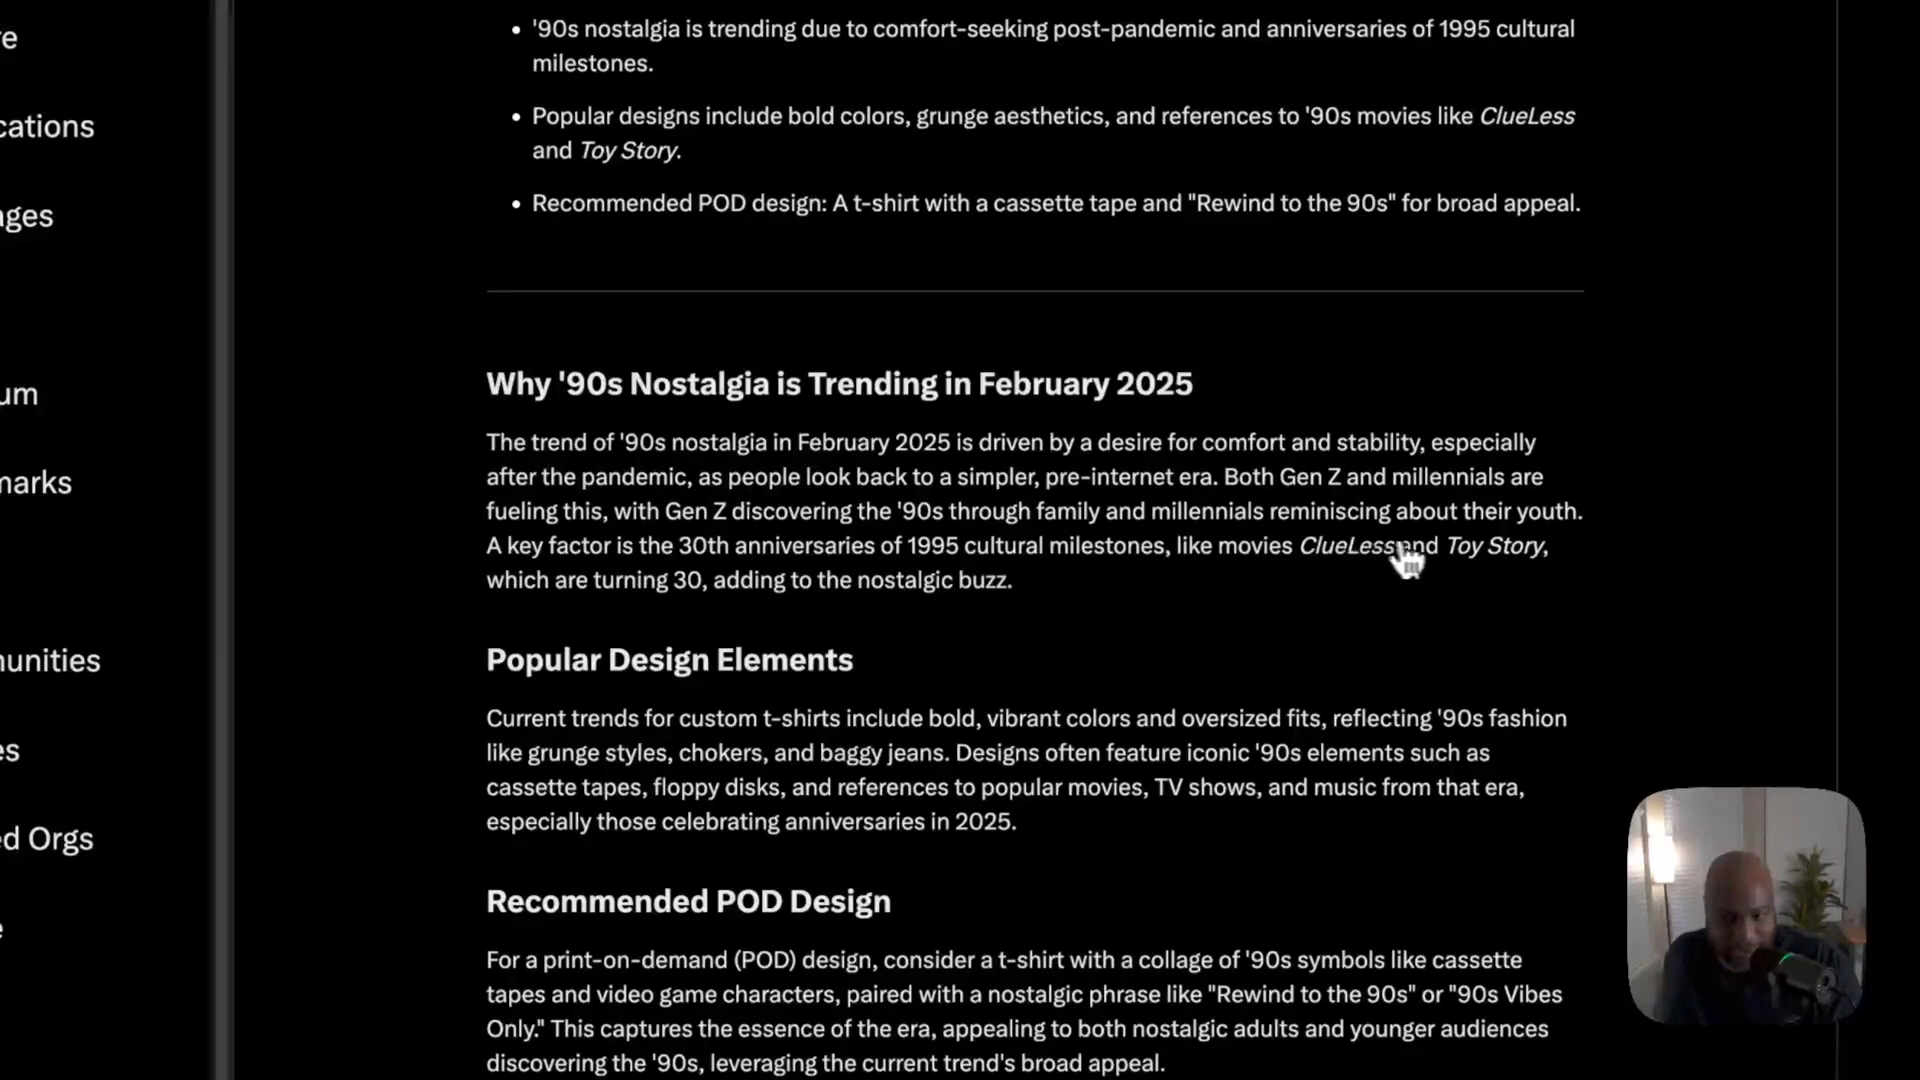 '90s nostalgia is trending due to comfort-seeking post-pandemic and anniversaries of 1995 cultural
milestones.
Popular designs include bold colors, grunge aesthetics, and references to '90s movies like ClueLess
and Toy Story.
Recommended POD design: A t-shirt with a cassette tape and "Rewind to the 90s" for broad appeal.
Why '90s Nostalgia is Trending in February 2025
The trend of '90s nostalgia in February 2025 is driven by a desire for comfort and stability, especially
after the pandemic, as people look back to a simpler, pre-internet era. Both Gen Z and millennials are
fueling this, with Gen Z discovering the '90s through family and millennials reminiscing about their youth.
A key factor is the 30th anniversaries of 1995 cultural milestones, like movies ClueLess and Toy Story,
which are turning 30, adding to the nostalgic buzz.
Popular Design Elements
Current trends for custom t-shirts include bold, vibrant colors and oversized fits, reflecting '90s fashion
like grunge styles, chokers, and baggy jeans. Designs often feature iconic '90s elements such as
cassette tapes, floppy disks, and references to popular movies, TV shows, and music from that era,
especially those celebrating anniversaries in 2025.
Recommended POD Design
For a print-on-demand (POD) design, consider a t-shirt with a collage of '90s symbols like cassette
tapes and video game characters, paired with a nostalgic phrase like "Rewind to the 90s" or "90s Vibes
Only." This captures the essence of the era, appealing to both nostalgic adults and younger audiences
discovering the '90s, leveraging the current trend's broad appeal.
e
cations
ages
um
marks
unities
es
ed Orgs
e